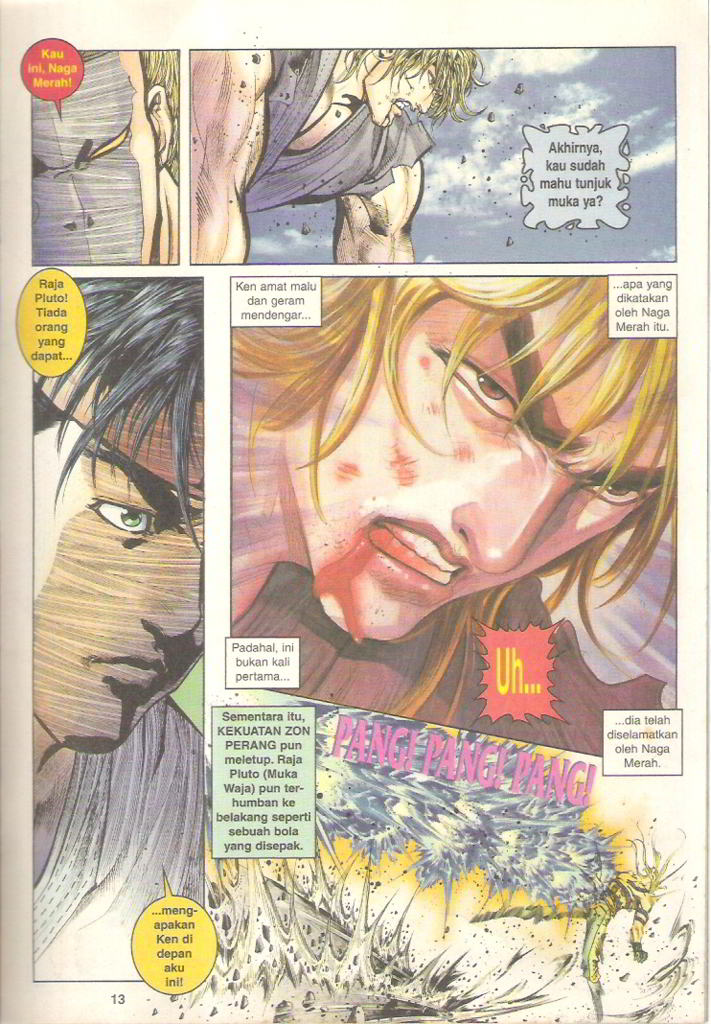 Kau
ini, Naga
Merah!
Akhirnya,
kau sudah
mahu tunjuk
muka ya?
Raja
Pluto!
Tiada
orang
yang
dapat...
...meng-
apakan
Ken di
depan
aku
ini!
Ken amat malu
dan geram
mendengar...
...apa yang
dikatakan
oleh Naga
Merah itu.
Padahal, ini
bukan kali
pertama...
Uh...
...dia telah
diselamatkan
oleh Naga
Merah.
Sementara itu,
KEKUATAN ZON
PERANG pun
meletup. Raja
Pluto (Muka
Waja) pun ter-
humban ke
belakang seperti
sebuah bola
yang disepak.
PANG! PANG! PANG!
13